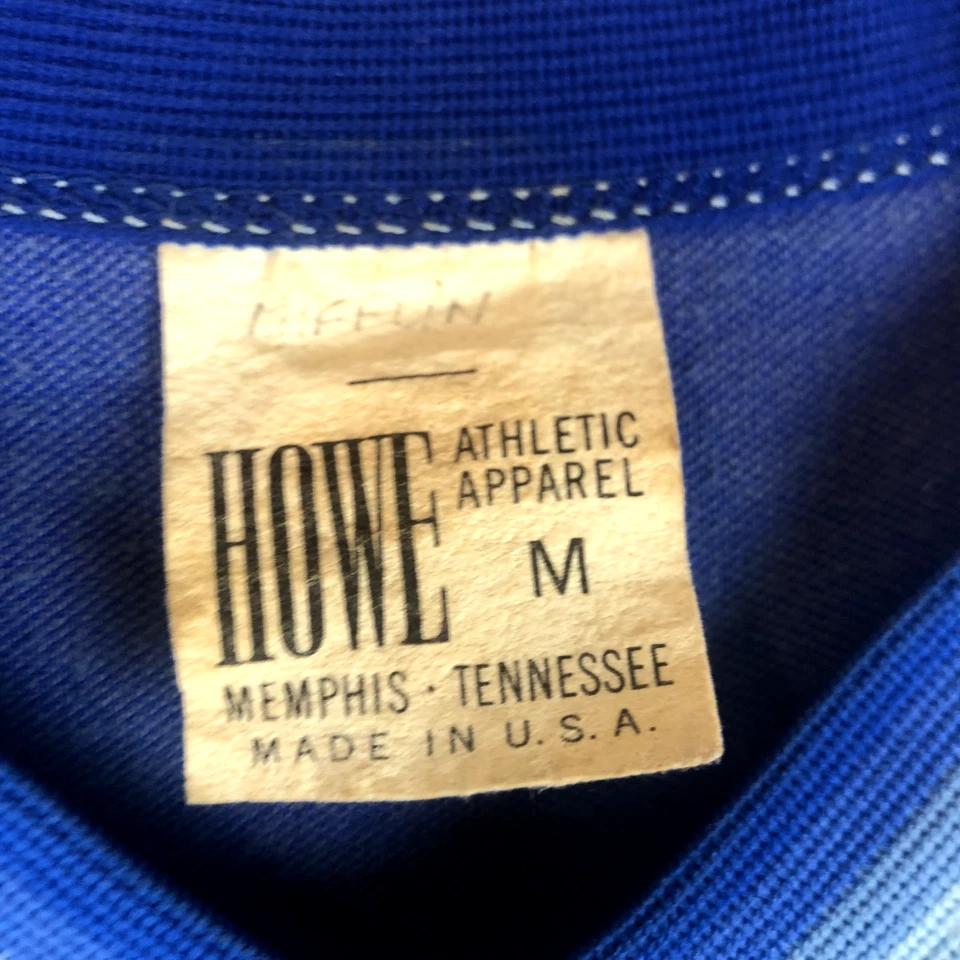 HOWE ATHLETIC
APPAREL
M
MEMPHIS · TENNESSEE
MADE IN U.S.A.